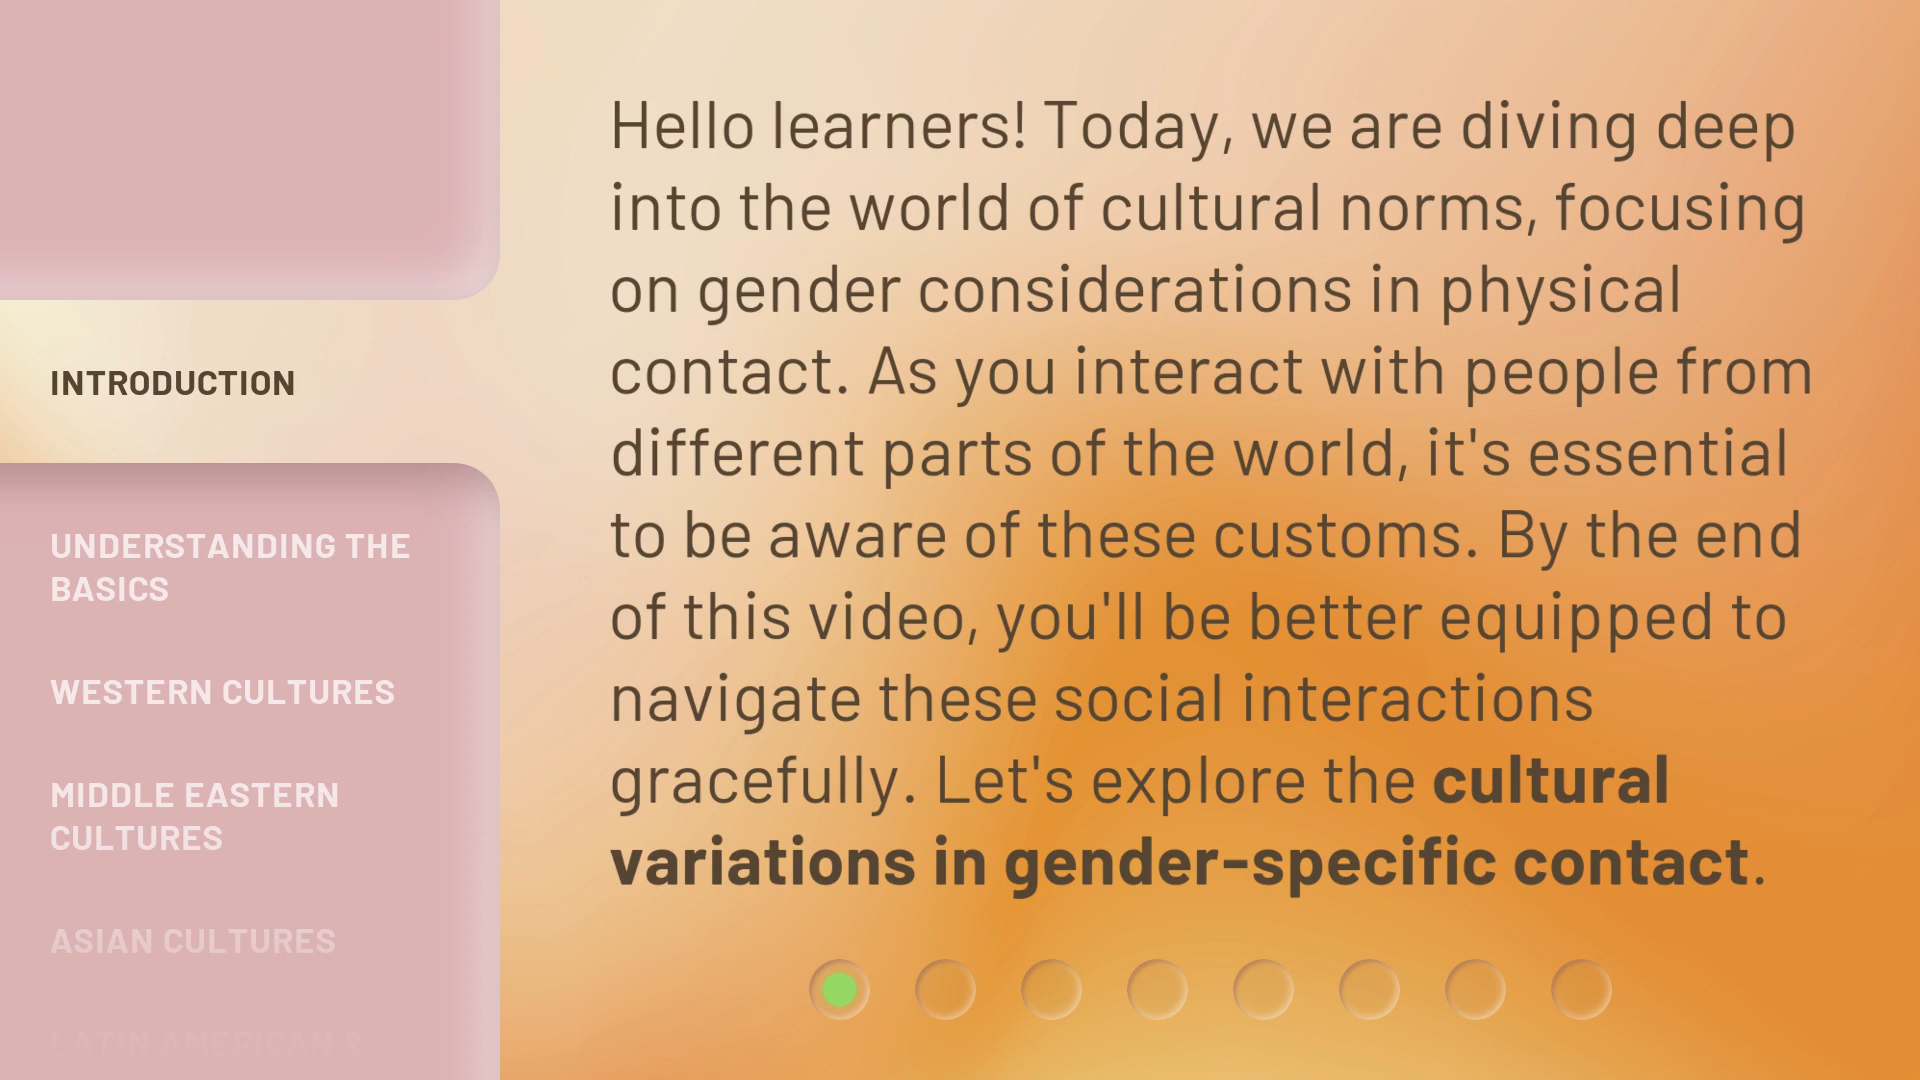 INTRODUCTION
UNDERSTANDING THE
BASICS
WESTERN CULTURES
MIDDLE EASTERN
CULTURES
ASIAN CULTURES
LATIN AMERICAN &
Hello learners! Today, we are diving deep
into the world of cultural norms, focusing
on gender considerations in physical
contact. As you interact with people from
different parts of the world, it's essential
to be aware of these customs. By the end
of this video, you'll be better equipped to
navigate these social interactions
gracefully. Let's explore the cultural
variations in gender-specific contact.